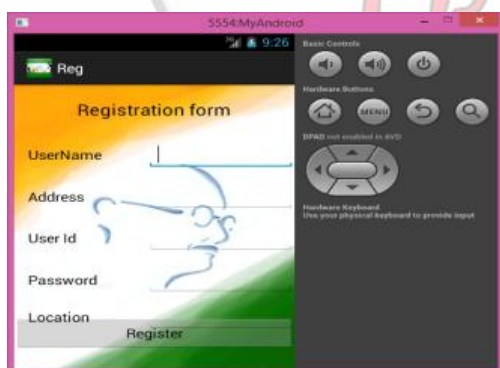 5554:MyAndroid
3G 9:26
Reg
Registration form
UserName
Address
User Id
Password
Location
Register
Basic Controls
Hardware Buttons
MENU
DPAD not enabled in AVD
Hardware Keyboard
Use your physical keyboard to provide input